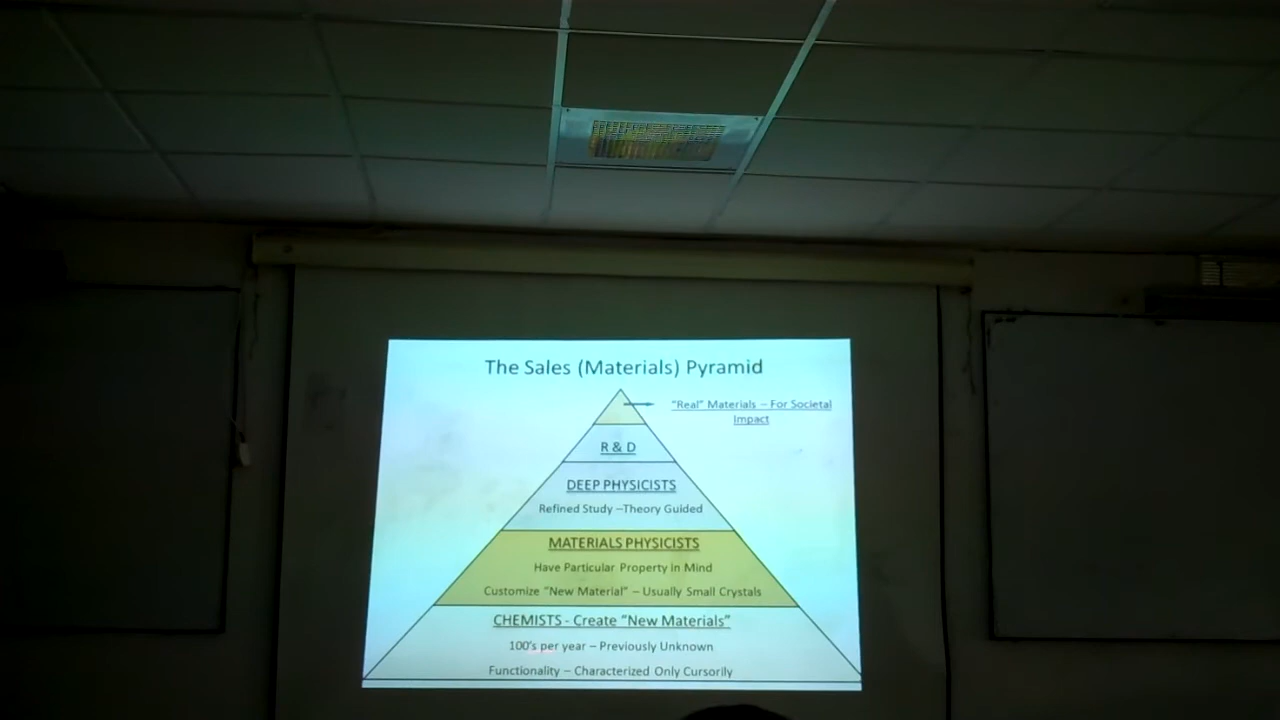 The Sales (Materials) Pyramid
"Real" Materials – For Societal
Impact
R & D
DEEP PHYSICISTS
Refined Study –Theory Guided
MATERIALS PHYSICISTS
Have Particular Property in Mind
Customize "New Material" – Usually Small Crystals
CHEMISTS - Create "New Materials"
100's per year – Previously Unknown
Functionality – Characterized Only Cursorily